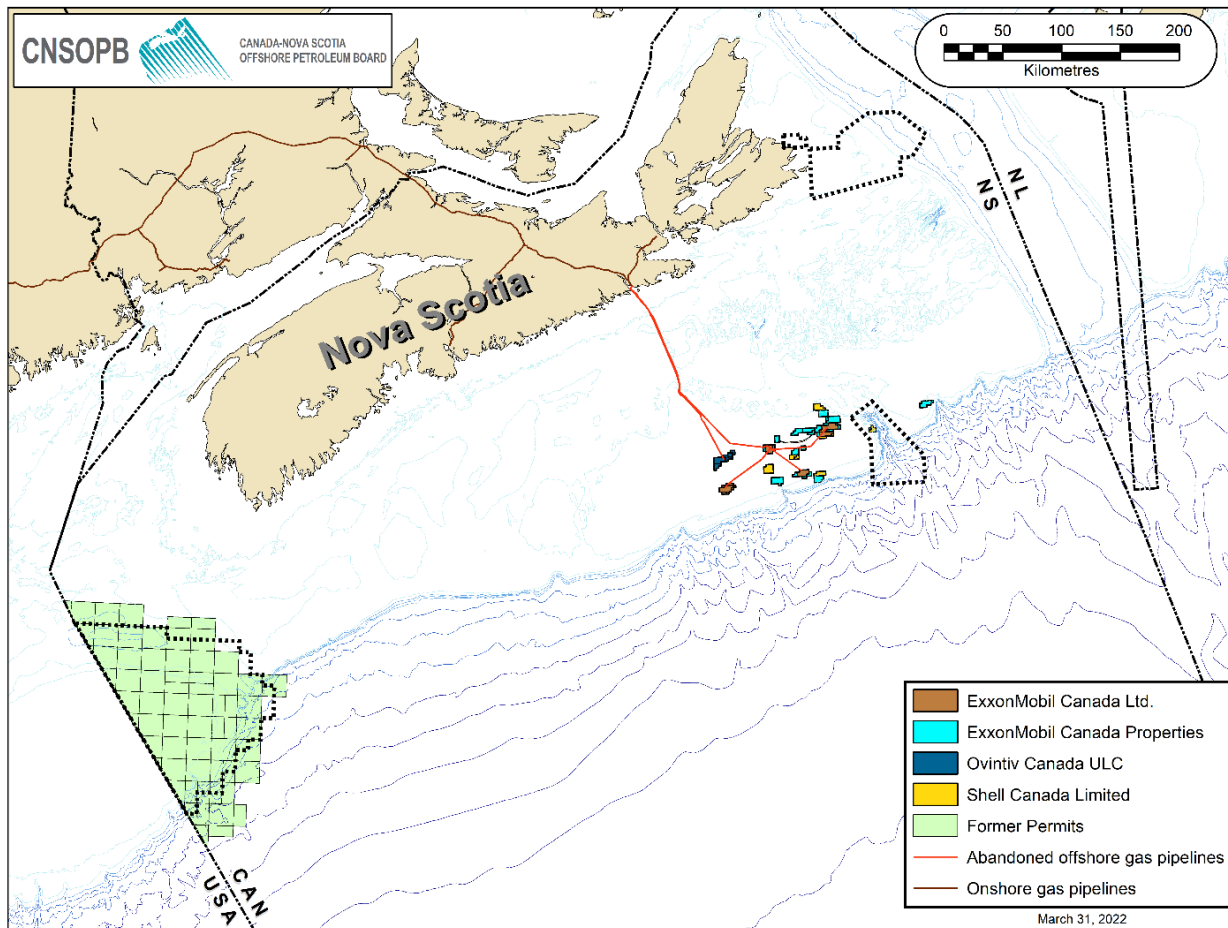 CNSOPB
CANADA-NOVA SCOTIA
OFFSHORE PETROLEUM BOARD
0 50 100 150 200
Kilometres
NL
NS
Nova Scotia
CAN
USA
ExxonMobil Canada Ltd.
ExxonMobil Canada Properties
Ovintiv Canada ULC
Shell Canada Limited
Former Permits
Abandoned offshore gas pipelines
Onshore gas pipelines
March 31, 2022